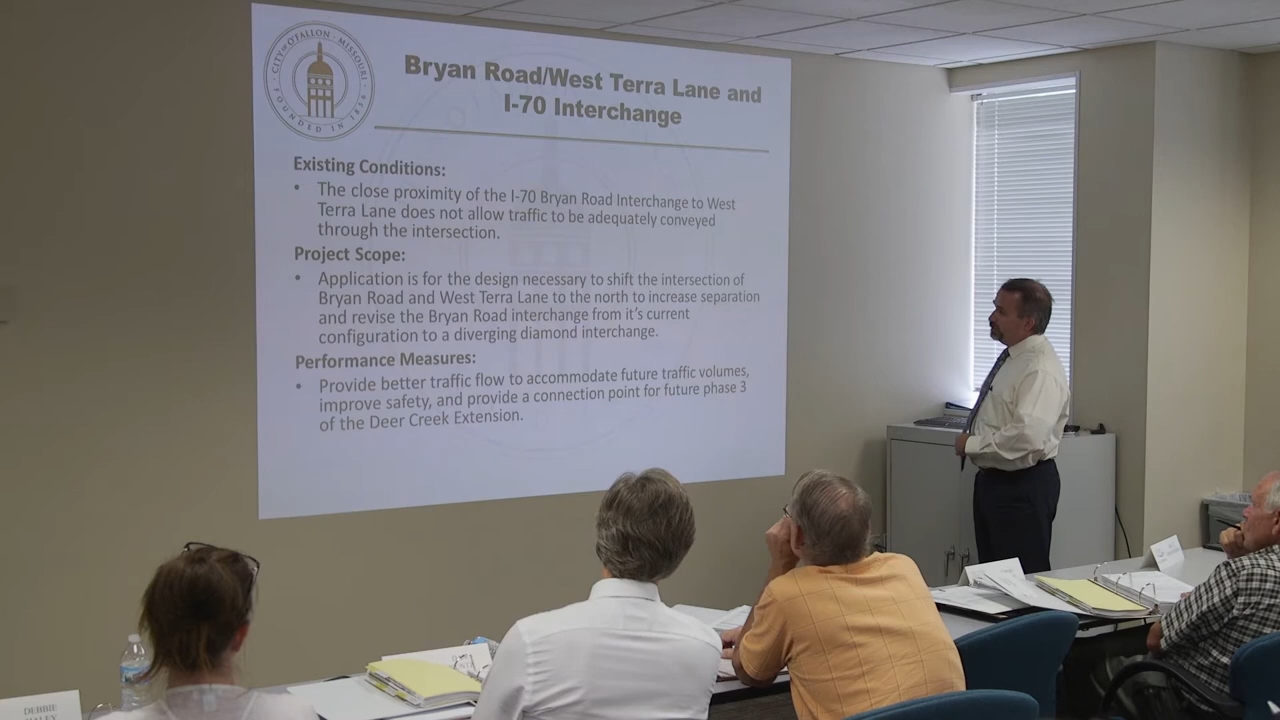 CITY OF O'FALLON · MISSOURI
FOUNDED IN 1856
Bryan Road/West Terra Lane and
I-70 Interchange
Existing Conditions:
• The close proximity of the I-70 Bryan Road Interchange to West
Terra Lane does not allow traffic to be adequately conveyed
through the intersection.
Project Scope:
• Application is for the design necessary to shift the intersection of
Bryan Road and West Terra Lane to the north to increase separation
and revise the Bryan Road interchange from it's current
configuration to a diverging diamond interchange.
Performance Measures:
• Provide better traffic flow to accommodate future traffic volumes,
improve safety, and provide a connection point for future phase 3
of the Deer Creek Extension.
DEBBIE